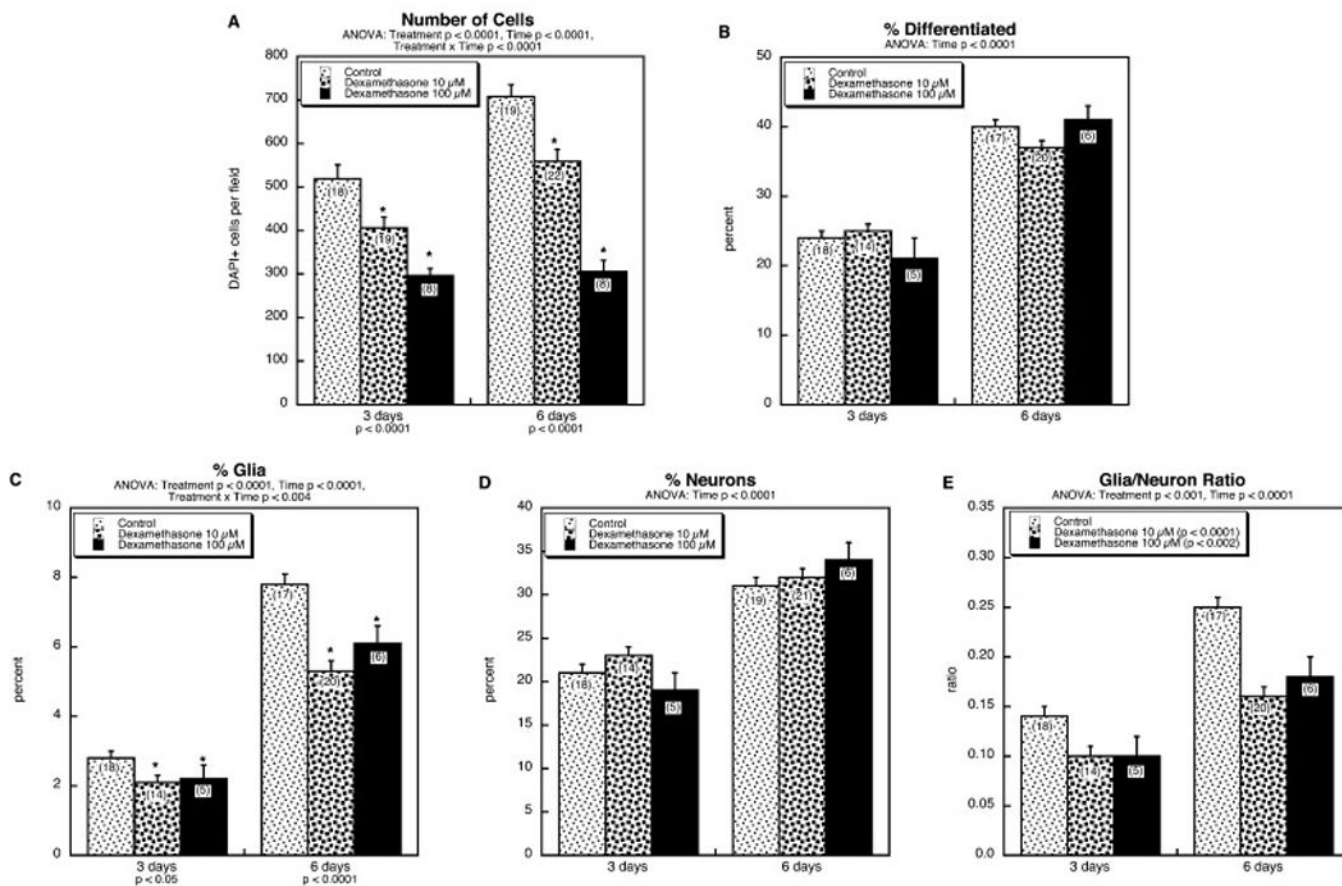 A
Number of Cells
ANOVA: Treatment p < 0.0001, Time p < 0.0001,
Treatment x Time p < 0.0001
DAPI+ cells per field
800
700
600
500
400
300
200
100
0
Control
Dexamethasone 10 µM
Dexamethasone 100 µM
(18)
*
(19)
*
(8)
(19)
*
(22)
*
(6)
3 days
p < 0.0001
6 days
p < 0.0001
B
% Differentiated
ANOVA: Time p < 0.0001
percent
50
40
30
20
10
0
Control
Dexamethasone 10 µM
Dexamethasone 100 µM
(18)
(14)
(5)
(17)
(20)
(6)
3 days
6 days
C
% Glia
ANOVA: Treatment p < 0.0001, Time p < 0.0001,
Treatment x Time p < 0.004
percent
10
8
6
4
2
0
Control
Dexamethasone 10 µM
Dexamethasone 100 µM
(18)
*
(14)
*
(5)
(17)
*
(20)
*
(6)
3 days
p < 0.05
6 days
p < 0.0001
D
% Neurons
ANOVA: Time p < 0.0001
percent
40
35
30
25
20
15
10
5
0
Control
Dexamethasone 10 µM
Dexamethasone 100 µM
(18)
(14)
(5)
(19)
(21)
(6)
3 days
6 days
E
Glia/Neuron Ratio
ANOVA: Treatment p < 0.001, Time p < 0.0001
ratio
0.35
0.30
0.25
0.20
0.15
0.10
0.05
0.0
Control
Dexamethasone 10 µM (p < 0.0001)
Dexamethasone 100 µM (p < 0.002)
(18)
(14)
(5)
(17)
(20)
(6)
3 days
6 days